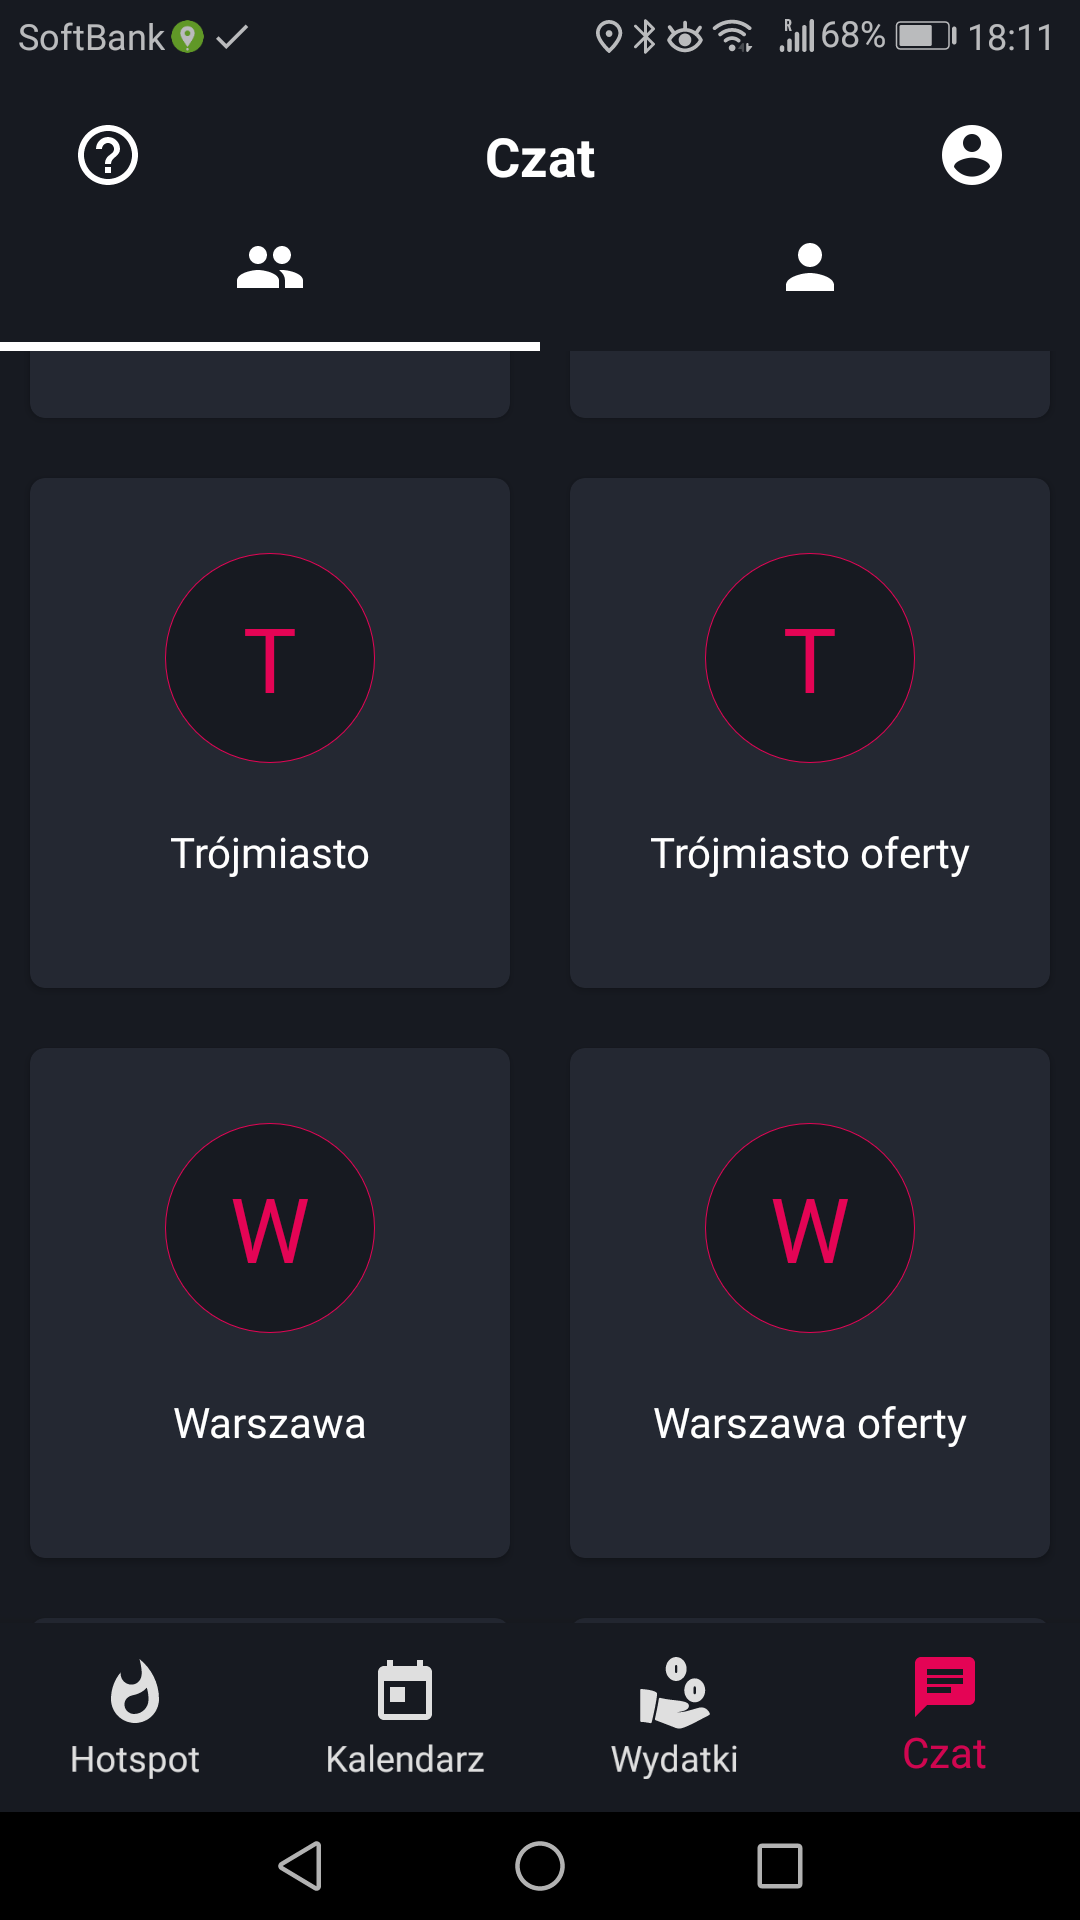 SoftBank R 68% 18:11
Czat
T T
Trójmiasto Trójmiasto oferty
W W
Warszawa Warszawa oferty
Hotspot Kalendarz Wydatki Czat